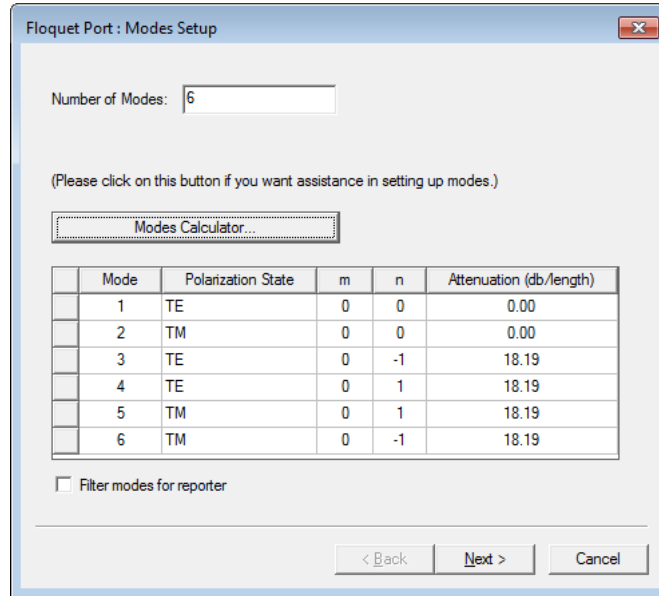 Floquet Port : Modes Setup
Number of Modes: 6
(Please click on this button if you want assistance in setting up modes.)
Modes Calculator...
Mode Polarization State m n Attenuation (db/length)
1 TE 0 0 0.00
2 TM 0 0 0.00
3 TE 0 -1 18.19
4 TE 0 1 18.19
5 TM 0 1 18.19
6 TM 0 -1 18.19
Filter modes for reporter
< Back Next > Cancel